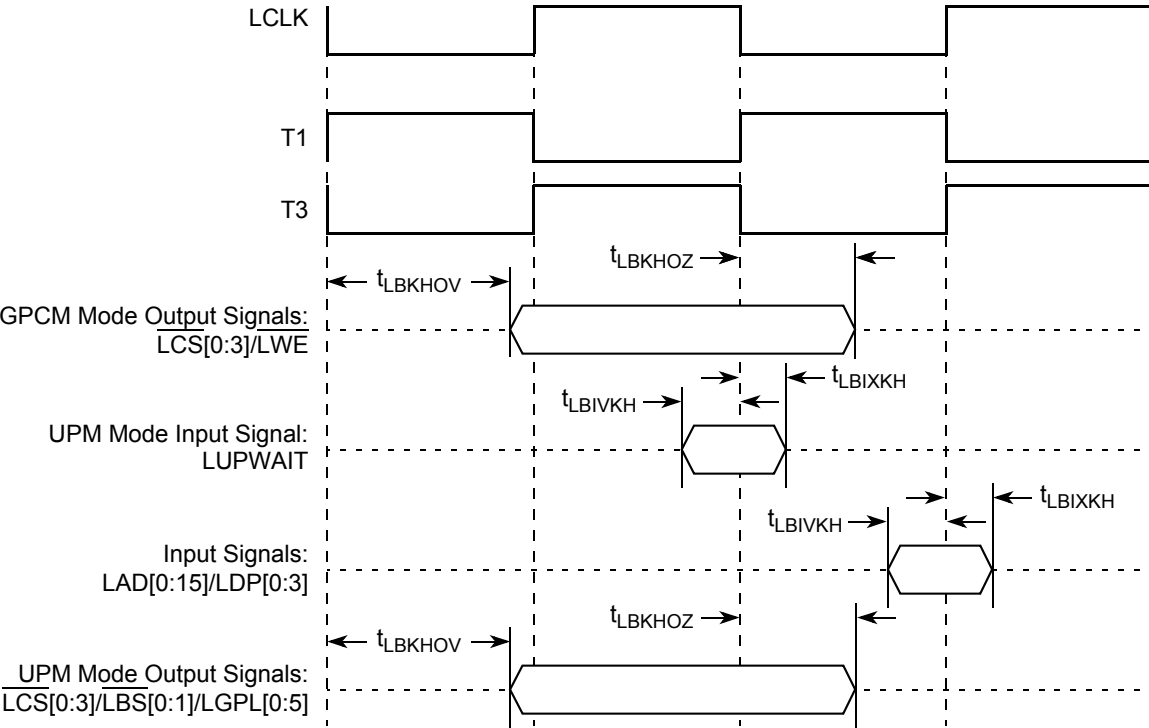 LCLK
T1
T3
tLBKHOZ
tLBKHOV
GPCM Mode Output Signals:
LCS[0:3]/LWE
tLBIXKH
tLBIVKH
UPM Mode Input Signal:
LUPWAIT
tLBIXKH
tLBIVKH
Input Signals:
LAD[0:15]/LDP[0:3]
tLBKHOZ
tLBKHOV
UPM Mode Output Signals:
LCS[0:3]/LBS[0:1]/LGPL[0:5]